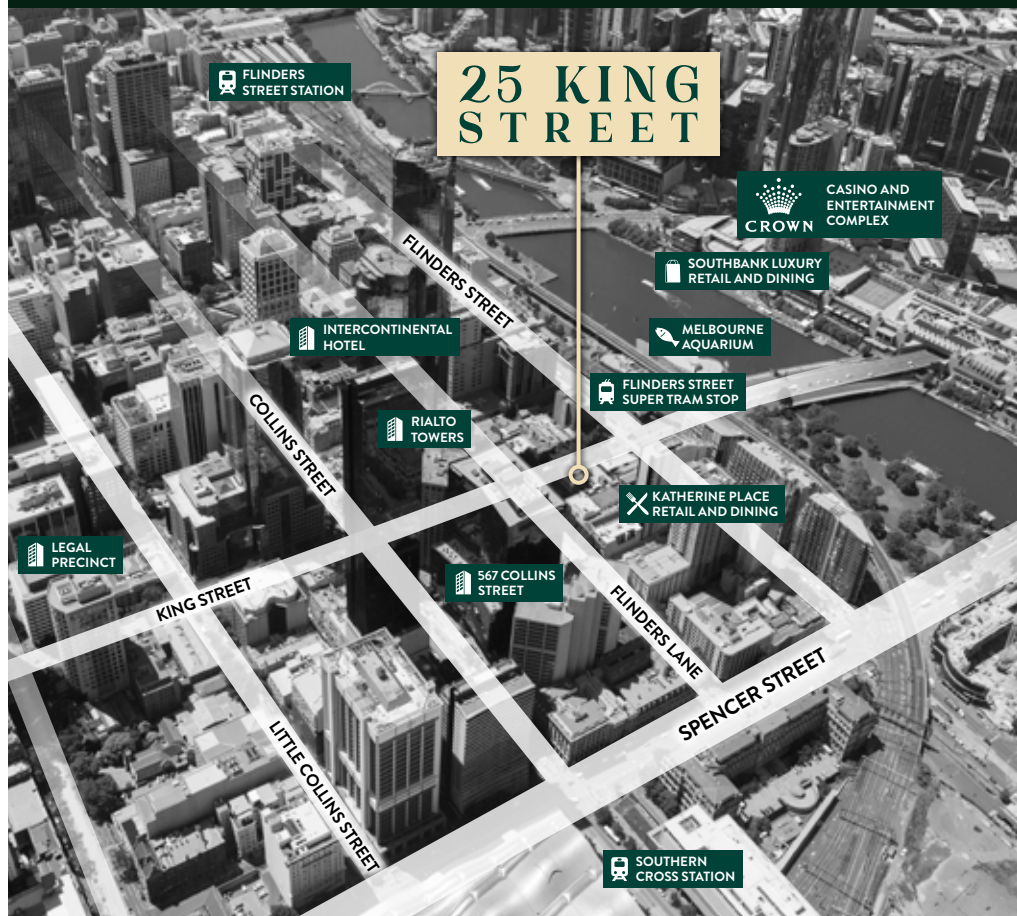 FLINDERS
STREET STATION
25 KING
STREET
CROWN
CASINO AND
ENTERTAINMENT
COMPLEX
FLINDERS STREET
SOUTHBANK LUXURY
RETAIL AND DINING
INTERCONTINENTAL
HOTEL
MELBOURNE
AQUARIUM
FLINDERS STREET
SUPER TRAM STOP
COLLINS STREET
RIALTO
TOWERS
KATHERINE PLACE
RETAIL AND DINING
LEGAL
PRECINCT
KING STREET
567 COLLINS
STREET
FLINDERS LANE
SPENCER STREET
LITTLE COLLINS STREET
SOUTHERN
CROSS STATION